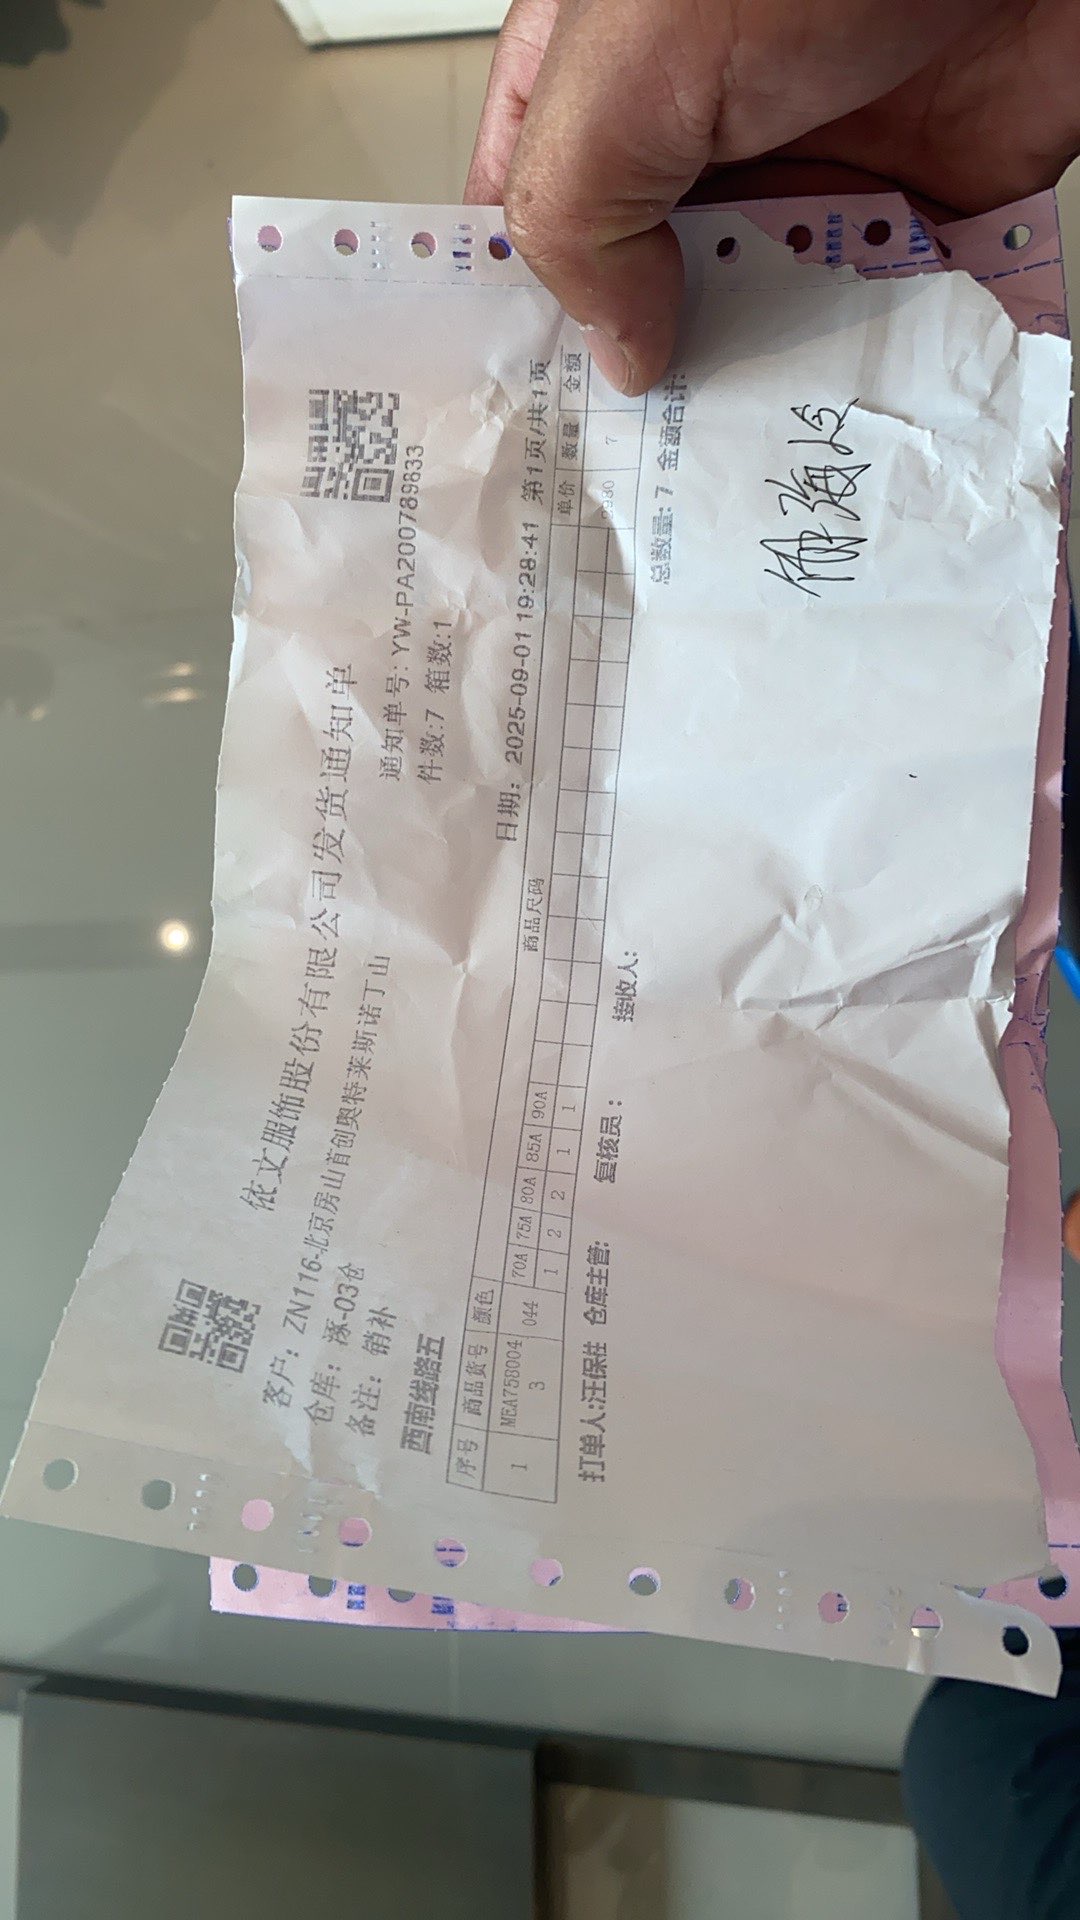 依文服饰股份有限公司发货通知单
客户：ZN116-北京房山首创奥特莱斯诺丁山
通知单号：YW-PA200789833
仓库：涿-03仓
件数:7 箱数:1
备注：销补
西南线路五
日期：2025-09-01 19:28:41 第1页/共1页
序号 商品货号 颜色 商品尺码 单价 数量 金额
70A 75A 80A 85A 90A
1 MEA7580043 044 1 2 2 1 1 7
总数量: 7 金额合计:
打单人:汪保柱 仓库主管: 复核员： 接收人: